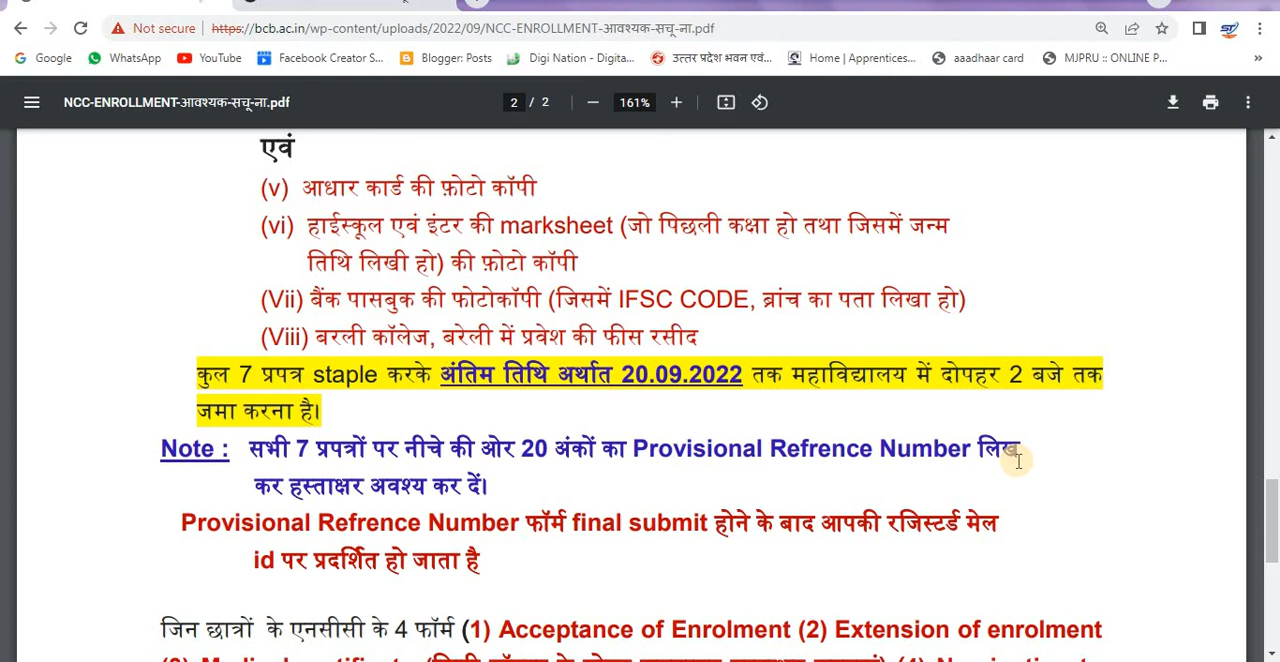 Not secure | https://bcb.ac.in/wp-content/uploads/2022/09/NCC-ENROLLMENT-आवश्यक-सचू-ना.pdf
Google WhatsApp YouTube Facebook Creator S... Blogger: Posts Digi Nation - Digita... उत्तर प्रदेश भवन एवं... Home | Apprentices... aaadhaar card MJPRU :: ONLINE P... »
NCC-ENROLLMENT-आवश्यक-सचू-ना.pdf 2 / 2 161%
एवं
(v) आधार कार्ड की फ़ोटो कॉपी
(vi) हाईस्कूल एवं इंटर की marksheet (जो पिछली कक्षा हो तथा जिसमें जन्म
तिथि लिखी हो) की फ़ोटो कॉपी
(Vii) बैंक पासबुक की फोटोकॉपी (जिसमें IFSC CODE, ब्रांच का पता लिखा हो)
(Viii) बरली कॉलेज, बरेली में प्रवेश की फीस रसीद
कुल 7 प्रपत्र staple करके अंतिम तिथि अर्थात 20.09.2022 तक महाविद्यालय में दोपहर 2 बजे तक
जमा करना है।
Note : सभी 7 प्रपत्रों पर नीचे की ओर 20 अंकों का Provisional Refrence Number लिख
कर हस्ताक्षर अवश्य कर दें।
Provisional Refrence Number फॉर्म final submit होने के बाद आपकी रजिस्टर्ड मेल
id पर प्रदर्शित हो जाता है
जिन छात्रों के एनसीसी के 4 फॉर्म (1) Acceptance of Enrolment (2) Extension of enrolment